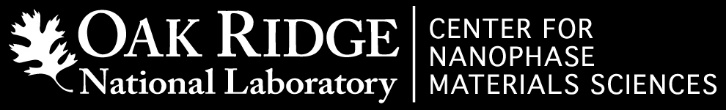 OAK RIDGE
National Laboratory
CENTER FOR
NANOPHASE
MATERIALS SCIENCES